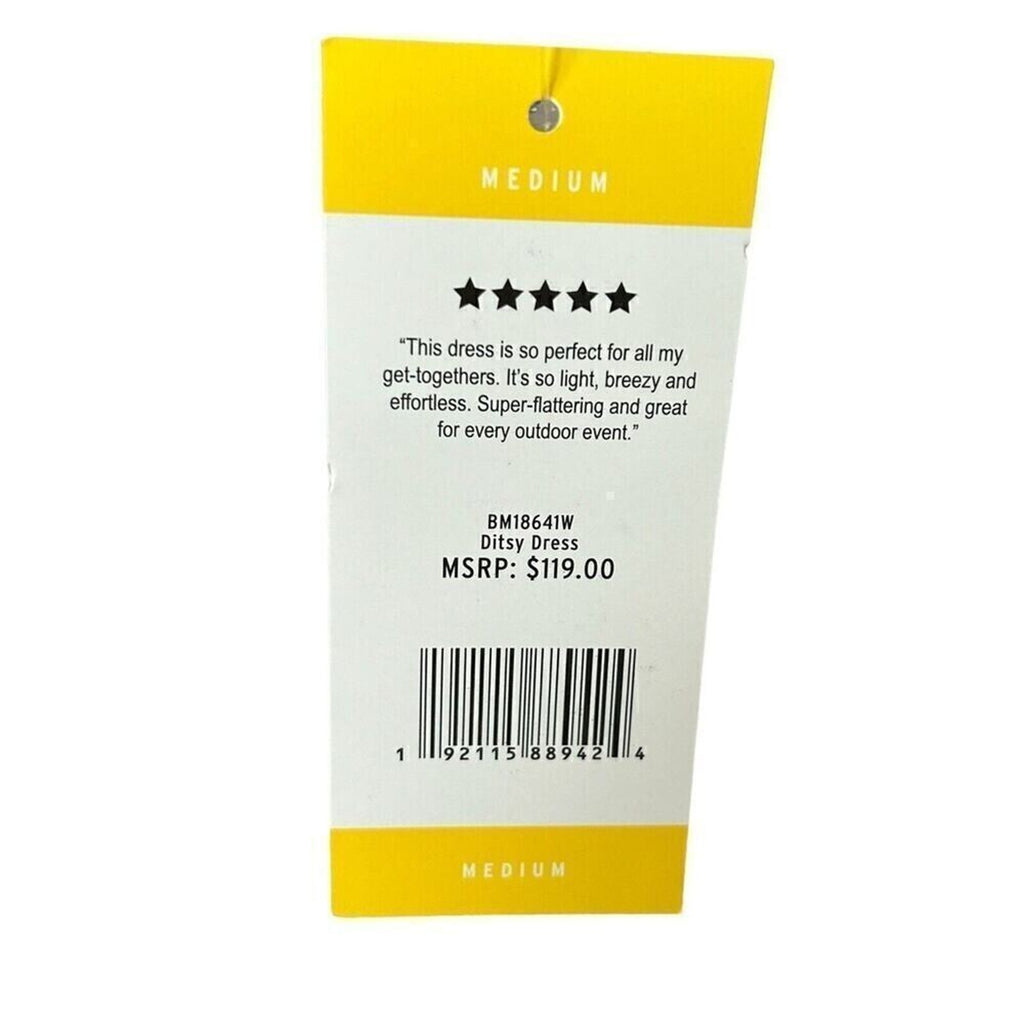 MEDIUM
★★★★★
“This dress is so perfect for all my
get-togethers. It’s so light, breezy and
effortless. Super-flattering and great
for every outdoor event.”
BM18641W
Ditsy Dress
MSRP: $119.00
1 92115 88942 4
MEDIUM